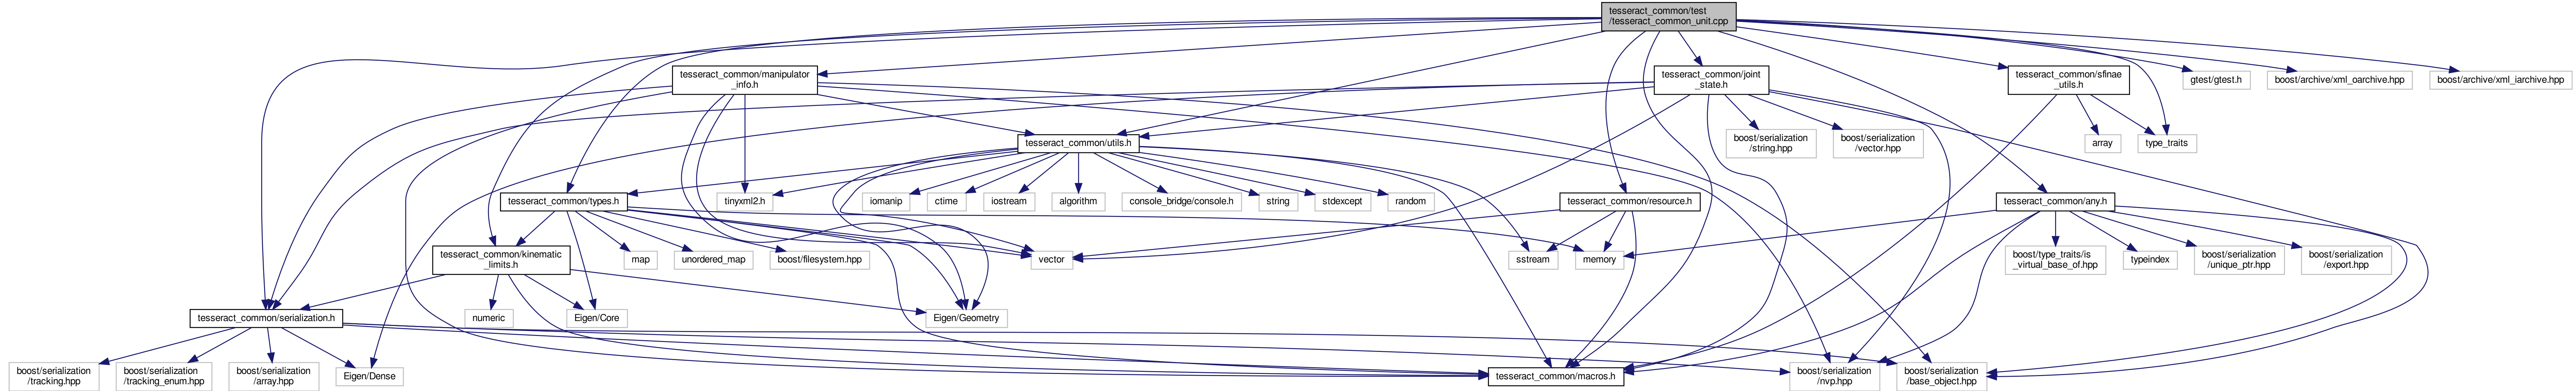 tesseract_common/test
/tesseract_common_unit.cpp
tesseract_common/manipulator
_info.h
tesseract_common/joint
_state.h
tesseract_common/sfinae
_utils.h
gtest/gtest.h
boost/archive/xml_oarchive.hpp
boost/archive/xml_iarchive.hpp
tesseract_common/utils.h
boost/serialization
/string.hpp
boost/serialization
/vector.hpp
array
type_traits
tesseract_common/types.h
tinyxml2.h
iomanip
ctime
iostream
algorithm
console_bridge/console.h
string
stdexcept
random
tesseract_common/resource.h
tesseract_common/any.h
tesseract_common/kinematic
_limits.h
map
unordered_map
boost/filesystem.hpp
vector
sstream
memory
boost/type_traits/is
_virtual_base_of.hpp
typeindex
boost/serialization
/unique_ptr.hpp
boost/serialization
/export.hpp
tesseract_common/serialization.h
numeric
Eigen/Core
Eigen/Geometry
boost/serialization
/tracking.hpp
boost/serialization
/tracking_enum.hpp
boost/serialization
/array.hpp
Eigen/Dense
tesseract_common/macros.h
boost/serialization
/nvp.hpp
boost/serialization
/base_object.hpp